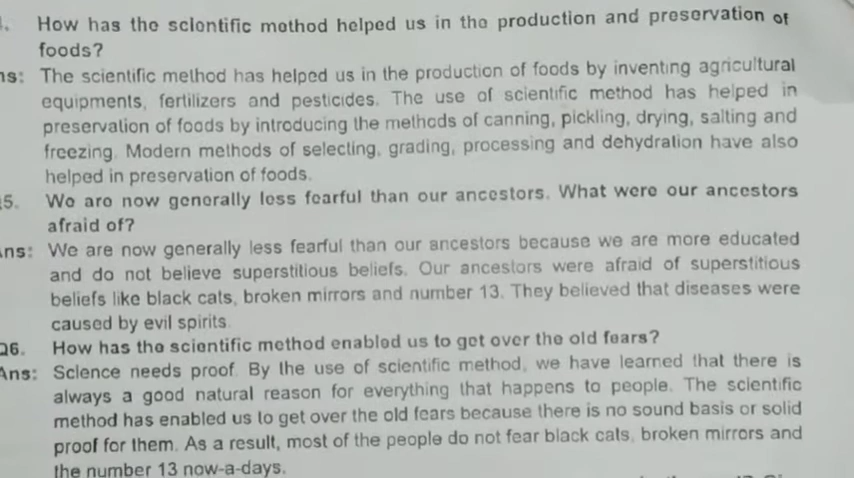 How has the scientific method helped us in the production and preservation of
foods?
ns: The scientific method has helped us in the production of foods by inventing agricultural
equipments, fertilizers and pesticides. The use of scientific method has helped in
preservation of foods by introducing the methods of canning, pickling, drying, salting and
freezing. Modern methods of selecting, grading, processing and dehydration have also
helped in preservation of foods.
5. We are now generally less fearful than our ancestors. What were our ancestors
afraid of?
ns: We are now generally less fearful than our ancestors because we are more educated
and do not believe superstitious beliefs. Our ancestors were afraid of superstitious
beliefs like black cats, broken mirrors and number 13. They believed that diseases were
caused by evil spirits.
Q6. How has the scientific method enabled us to get over the old fears?
Ans: Science needs proof. By the use of scientific method, we have learned that there is
always a good natural reason for everything that happens to people. The scientific
method has enabled us to get over the old fears because there is no sound basis or solid
proof for them. As a result, most of the people do not fear black cats, broken mirrors and
the number 13 now-a-days.